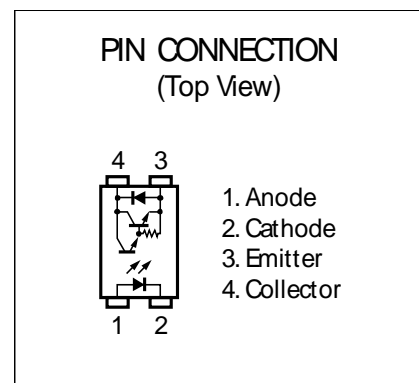 PIN CONNECTION
(Top View)
4 3
1. Anode
2. Cathode
3. Emitter
4. Collector
1 2